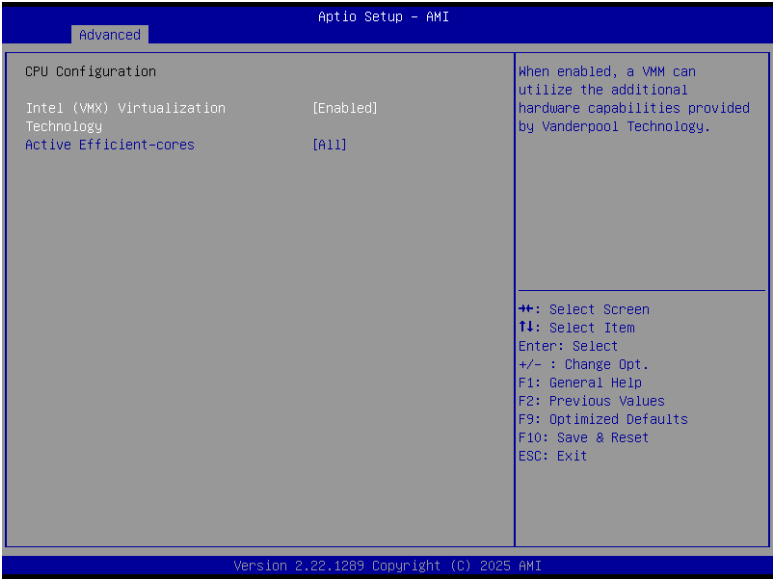 Aptio Setup – AMI
Advanced
CPU Configuration
Intel (VMX) Virtualization [Enabled]
Technology
Active Efficient-cores [All]
When enabled, a VMM can
utilize the additional
hardware capabilities provided
by Vanderpool Technology.
→←: Select Screen
↑↓: Select Item
Enter: Select
+/- : Change Opt.
F1: General Help
F2: Previous Values
F9: Optimized Defaults
F10: Save & Reset
ESC: Exit
Version 2.22.1289 Copyright (C) 2025 AMI